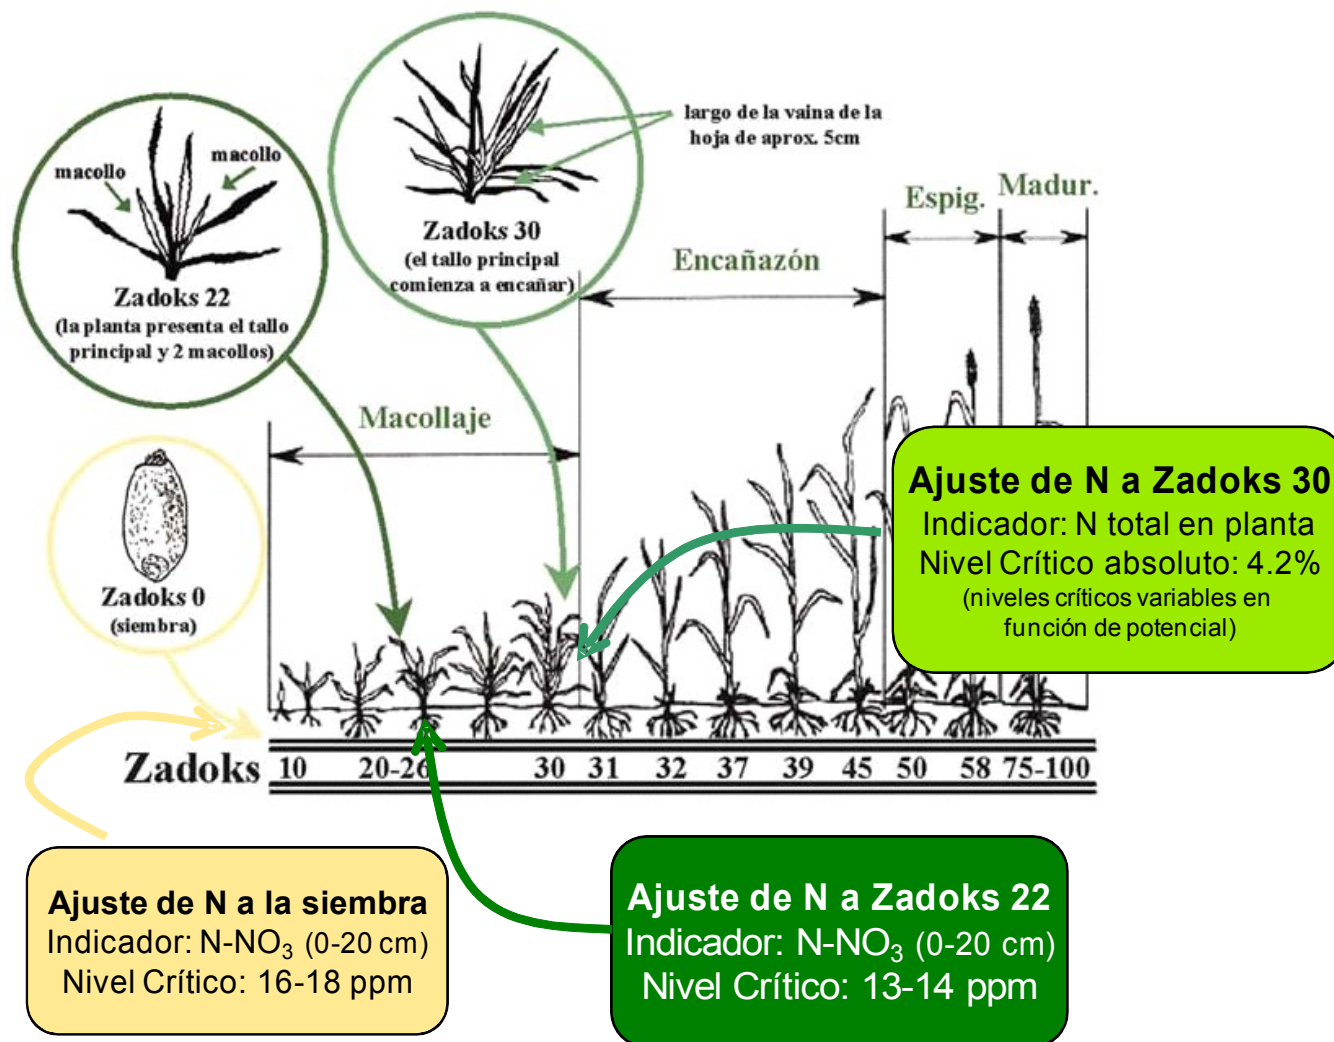 macollo
macollo
Zadoks 22
(la planta presenta el tallo
principal y 2 macollos)
Zadoks 30
(el tallo principal
comienza a encañar)
largo de la vaina de la
hoja de aprox. 5cm
Espig.
Madur.
Encañazón
Macollaje
Zadoks 0
(siembra)
Ajuste de N a Zadoks 30
Indicador: N total en planta
Nivel Crítico absoluto: 4.2%
(niveles críticos variables en
función de potencial)
Zadoks 10 20-26 30 31 32 37 39 45 50 58 75-100
Ajuste de N a la siembra
Indicador: N-NO₃ (0-20 cm)
Nivel Crítico: 16-18 ppm
Ajuste de N a Zadoks 22
Indicador: N-NO₃ (0-20 cm)
Nivel Crítico: 13-14 ppm